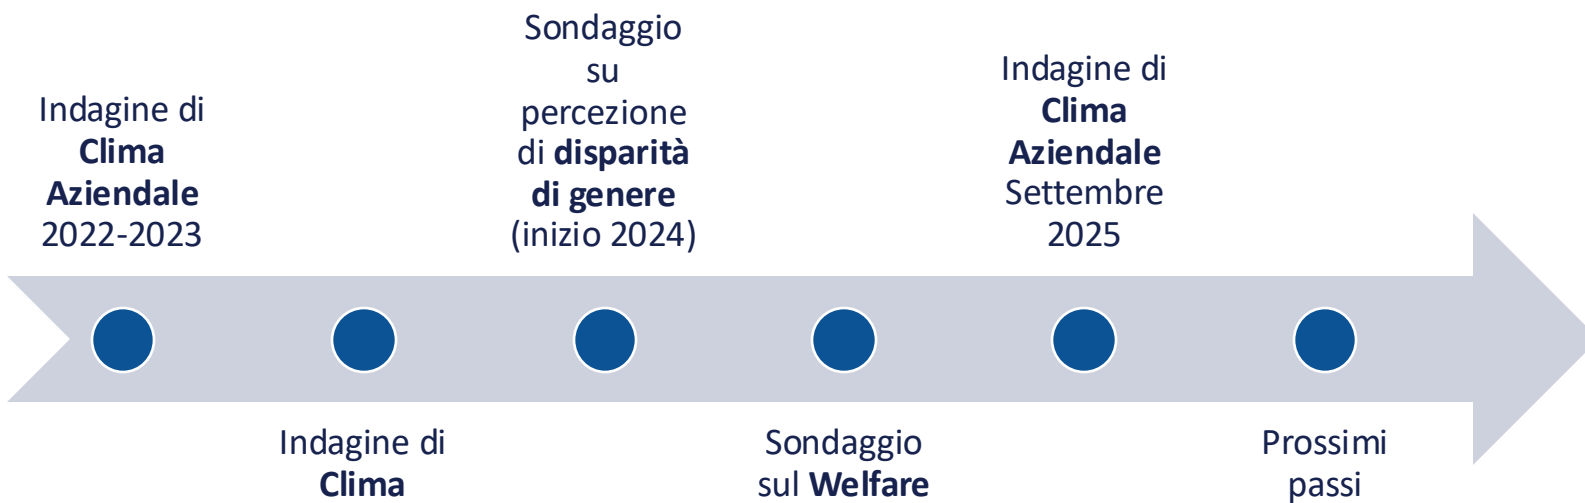 Indagine di
Clima
Aziendale
2022-2023
Indagine di
Clima
Sondaggio
su
percezione
di disparità
di genere
(inizio 2024)
Sondaggio
sul Welfare
Indagine di
Clima
Aziendale
Settembre
2025
Prossimi
passi